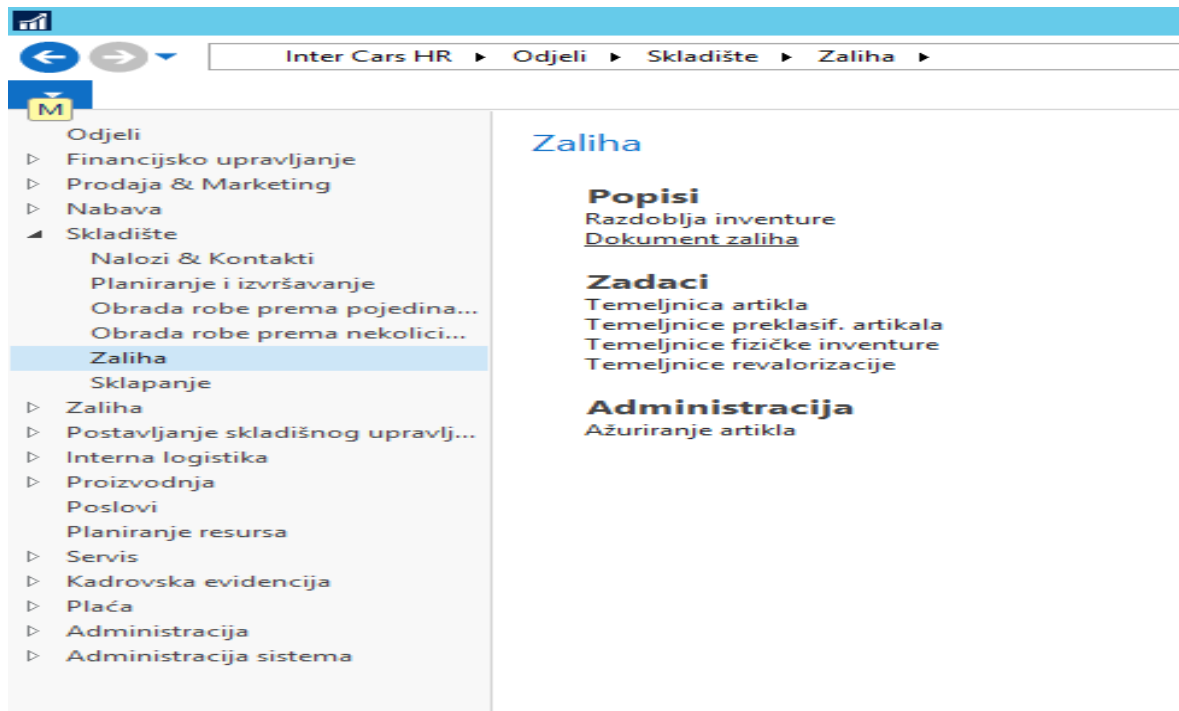 Inter Cars HR ▸ Odjeli ▸ Skladište ▸ Zaliha ▸
M
Odjeli
Financijsko upravljanje
Prodaja & Marketing
Nabava
Skladište
Nalozi & Kontakti
Planiranje i izvršavanje
Obrada robe prema pojedina...
Obrada robe prema nekolici...
Zaliha
Sklapanje
Zaliha
Postavljanje skladišnog upravlj...
Interna logistika
Proizvodnja
Poslovi
Planiranje resursa
Servis
Kadrovska evidencija
Plaća
Administracija
Administracija sistema
Zaliha
Popisi
Razdoblja inventure
Dokument zaliha
Zadaci
Temeljnica artikla
Temeljnice preklasif. artikala
Temeljnice fizičke inventure
Temeljnice revalorizacije
Administracija
Ažuriranje artikla